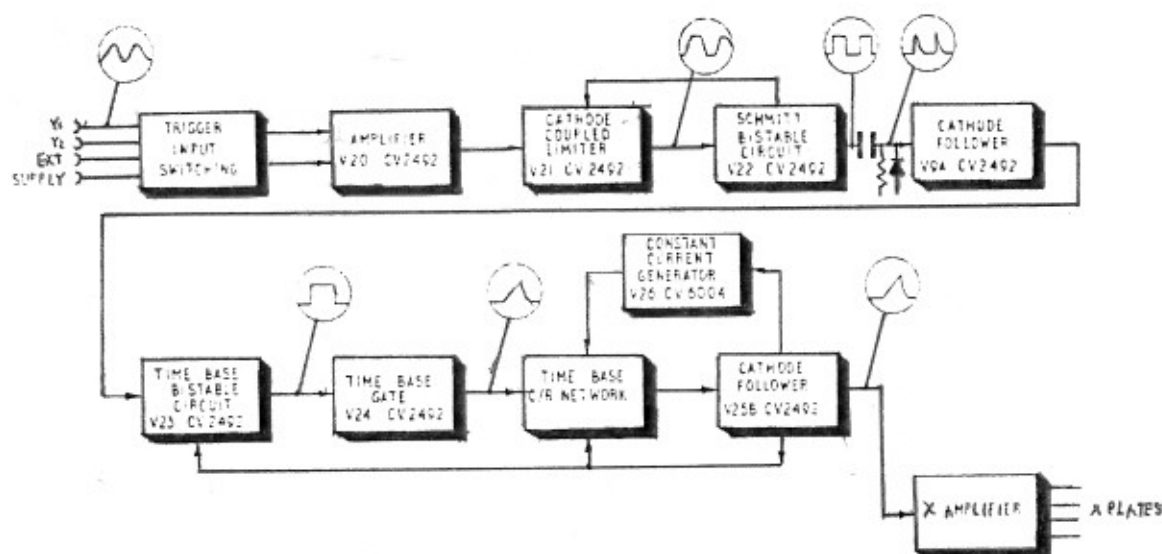 Y1
Y2
EXT
SUPPLY
TRIGGER
INPUT
SWITCHING
AMPLIFIER
V20 CV2492
CATHODE
COUPLED
LIMITER
V21 CV2492
SCHMITT
BISTABLE
CIRCUIT
V22 CV2492
CATHODE
FOLLOWER
V9A CV2492
CONSTANT
CURRENT
GENERATOR
V26 CV6004
TIME BASE
BISTABLE
CIRCUIT
V23 CV2492
TIME BASE
GATE
V24 CV2492
TIME BASE
C/R NETWORK
CATHODE
FOLLOWER
V25B CV2492
X AMPLIFIER
X PLATES